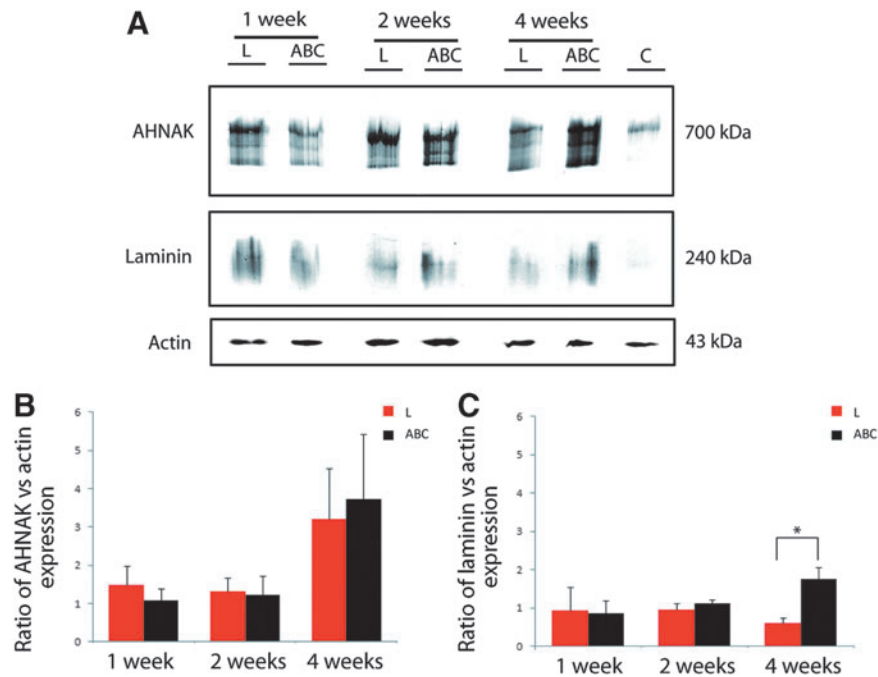 A
1 week 2 weeks 4 weeks
L ABC L ABC L ABC C
AHNAK 700 kDa
Laminin 240 kDa
Actin 43 kDa
B
Ratio of AHNAK vs actin
expression
6
5
4
3
2
1
0
L
ABC
1 week 2 weeks 4 weeks
C
Ratio of laminin vs actin
expression
6
5
4
3
2
1
0
L
ABC
*
1 week 2 weeks 4 weeks